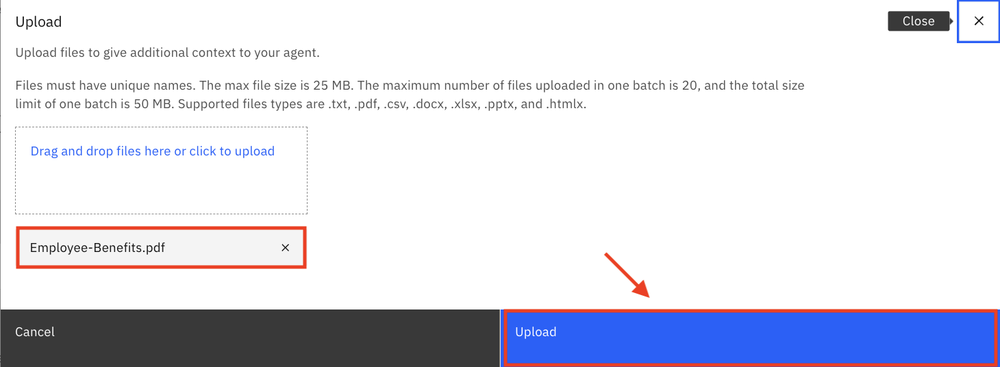 Upload
Close
Upload files to give additional context to your agent.
Files must have unique names. The max file size is 25 MB. The maximum number of files uploaded in one batch is 20, and the total size
limit of one batch is 50 MB. Supported files types are .txt, .pdf, .csv, .docx, .xlsx, .pptx, and .htmlx.
Drag and drop files here or click to upload
Employee-Benefits.pdf
Cancel
Upload